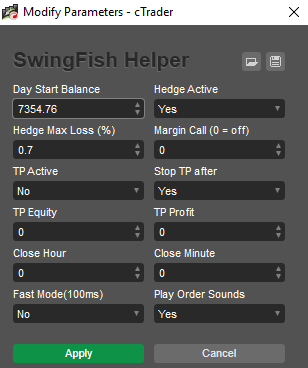 Modify Parameters - cTrader
SwingFish Helper
Day Start Balance
Hedge Active
7354.76
Yes
Hedge Max Loss (%)
Margin Call (0 = off)
0.7
0
TP Active
Stop TP after
No
Yes
TP Equity
TP Profit
0
0
Close Hour
Close Minute
0
0
Fast Mode(100ms)
Play Order Sounds
No
Yes
Apply
Cancel